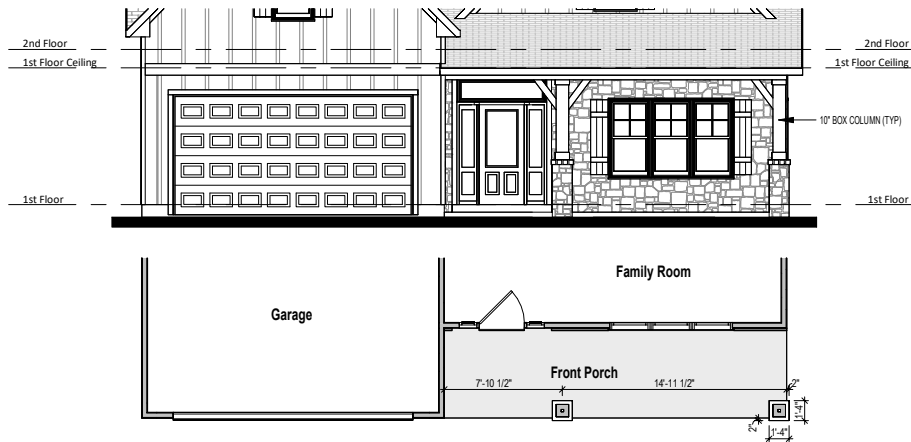 2nd Floor
2nd Floor
1st Floor Ceiling
1st Floor Ceiling
10" BOX COLUMN (TYP)
1st Floor
1st Floor
Family Room
Garage
Front Porch
7'-10 1/2"
14'-11 1/2"
2"
1'-4"
2"
1'-4"